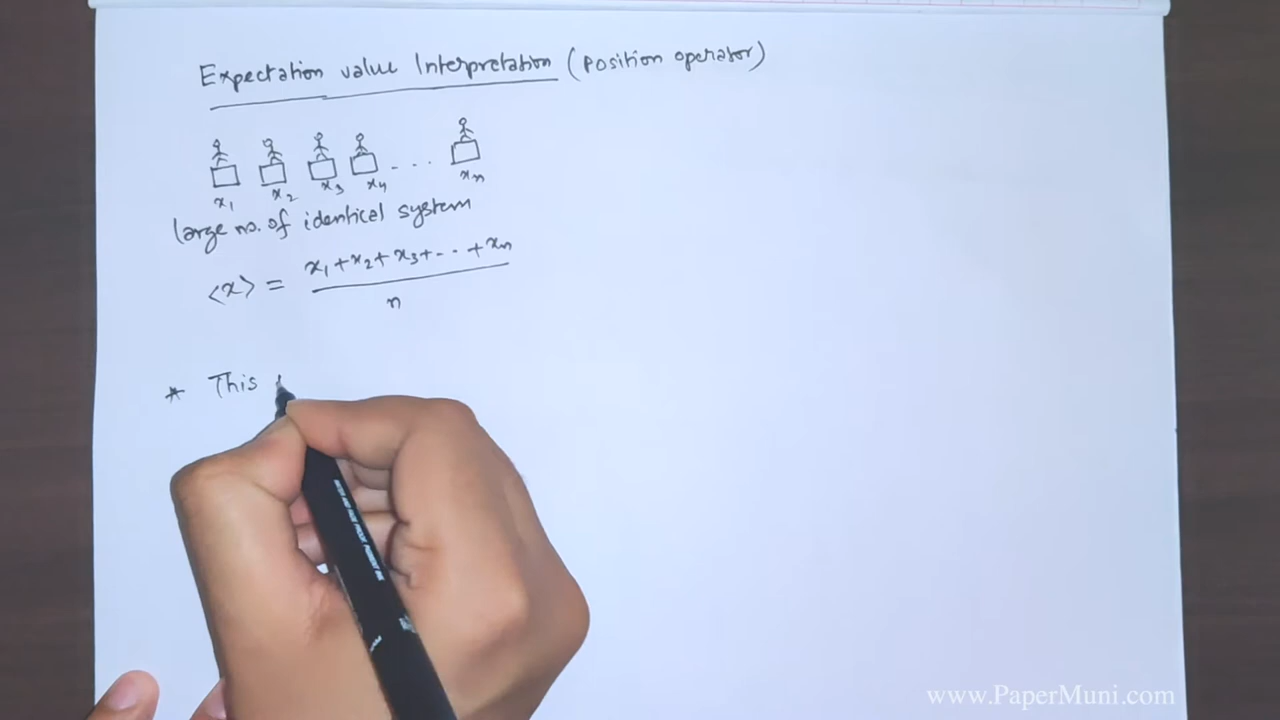 Expectation value Interpretation (Position operator)
x₁ x₂ x₃ x₄ . . . xₙ
large no. of identical system
⟨x⟩ = x₁ + x₂ + x₃ + - . . + xₙ
n
* This
www.PaperMuni.com